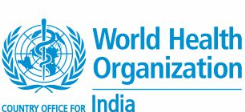 World Health
Organization
COUNTRY OFFICE FOR India